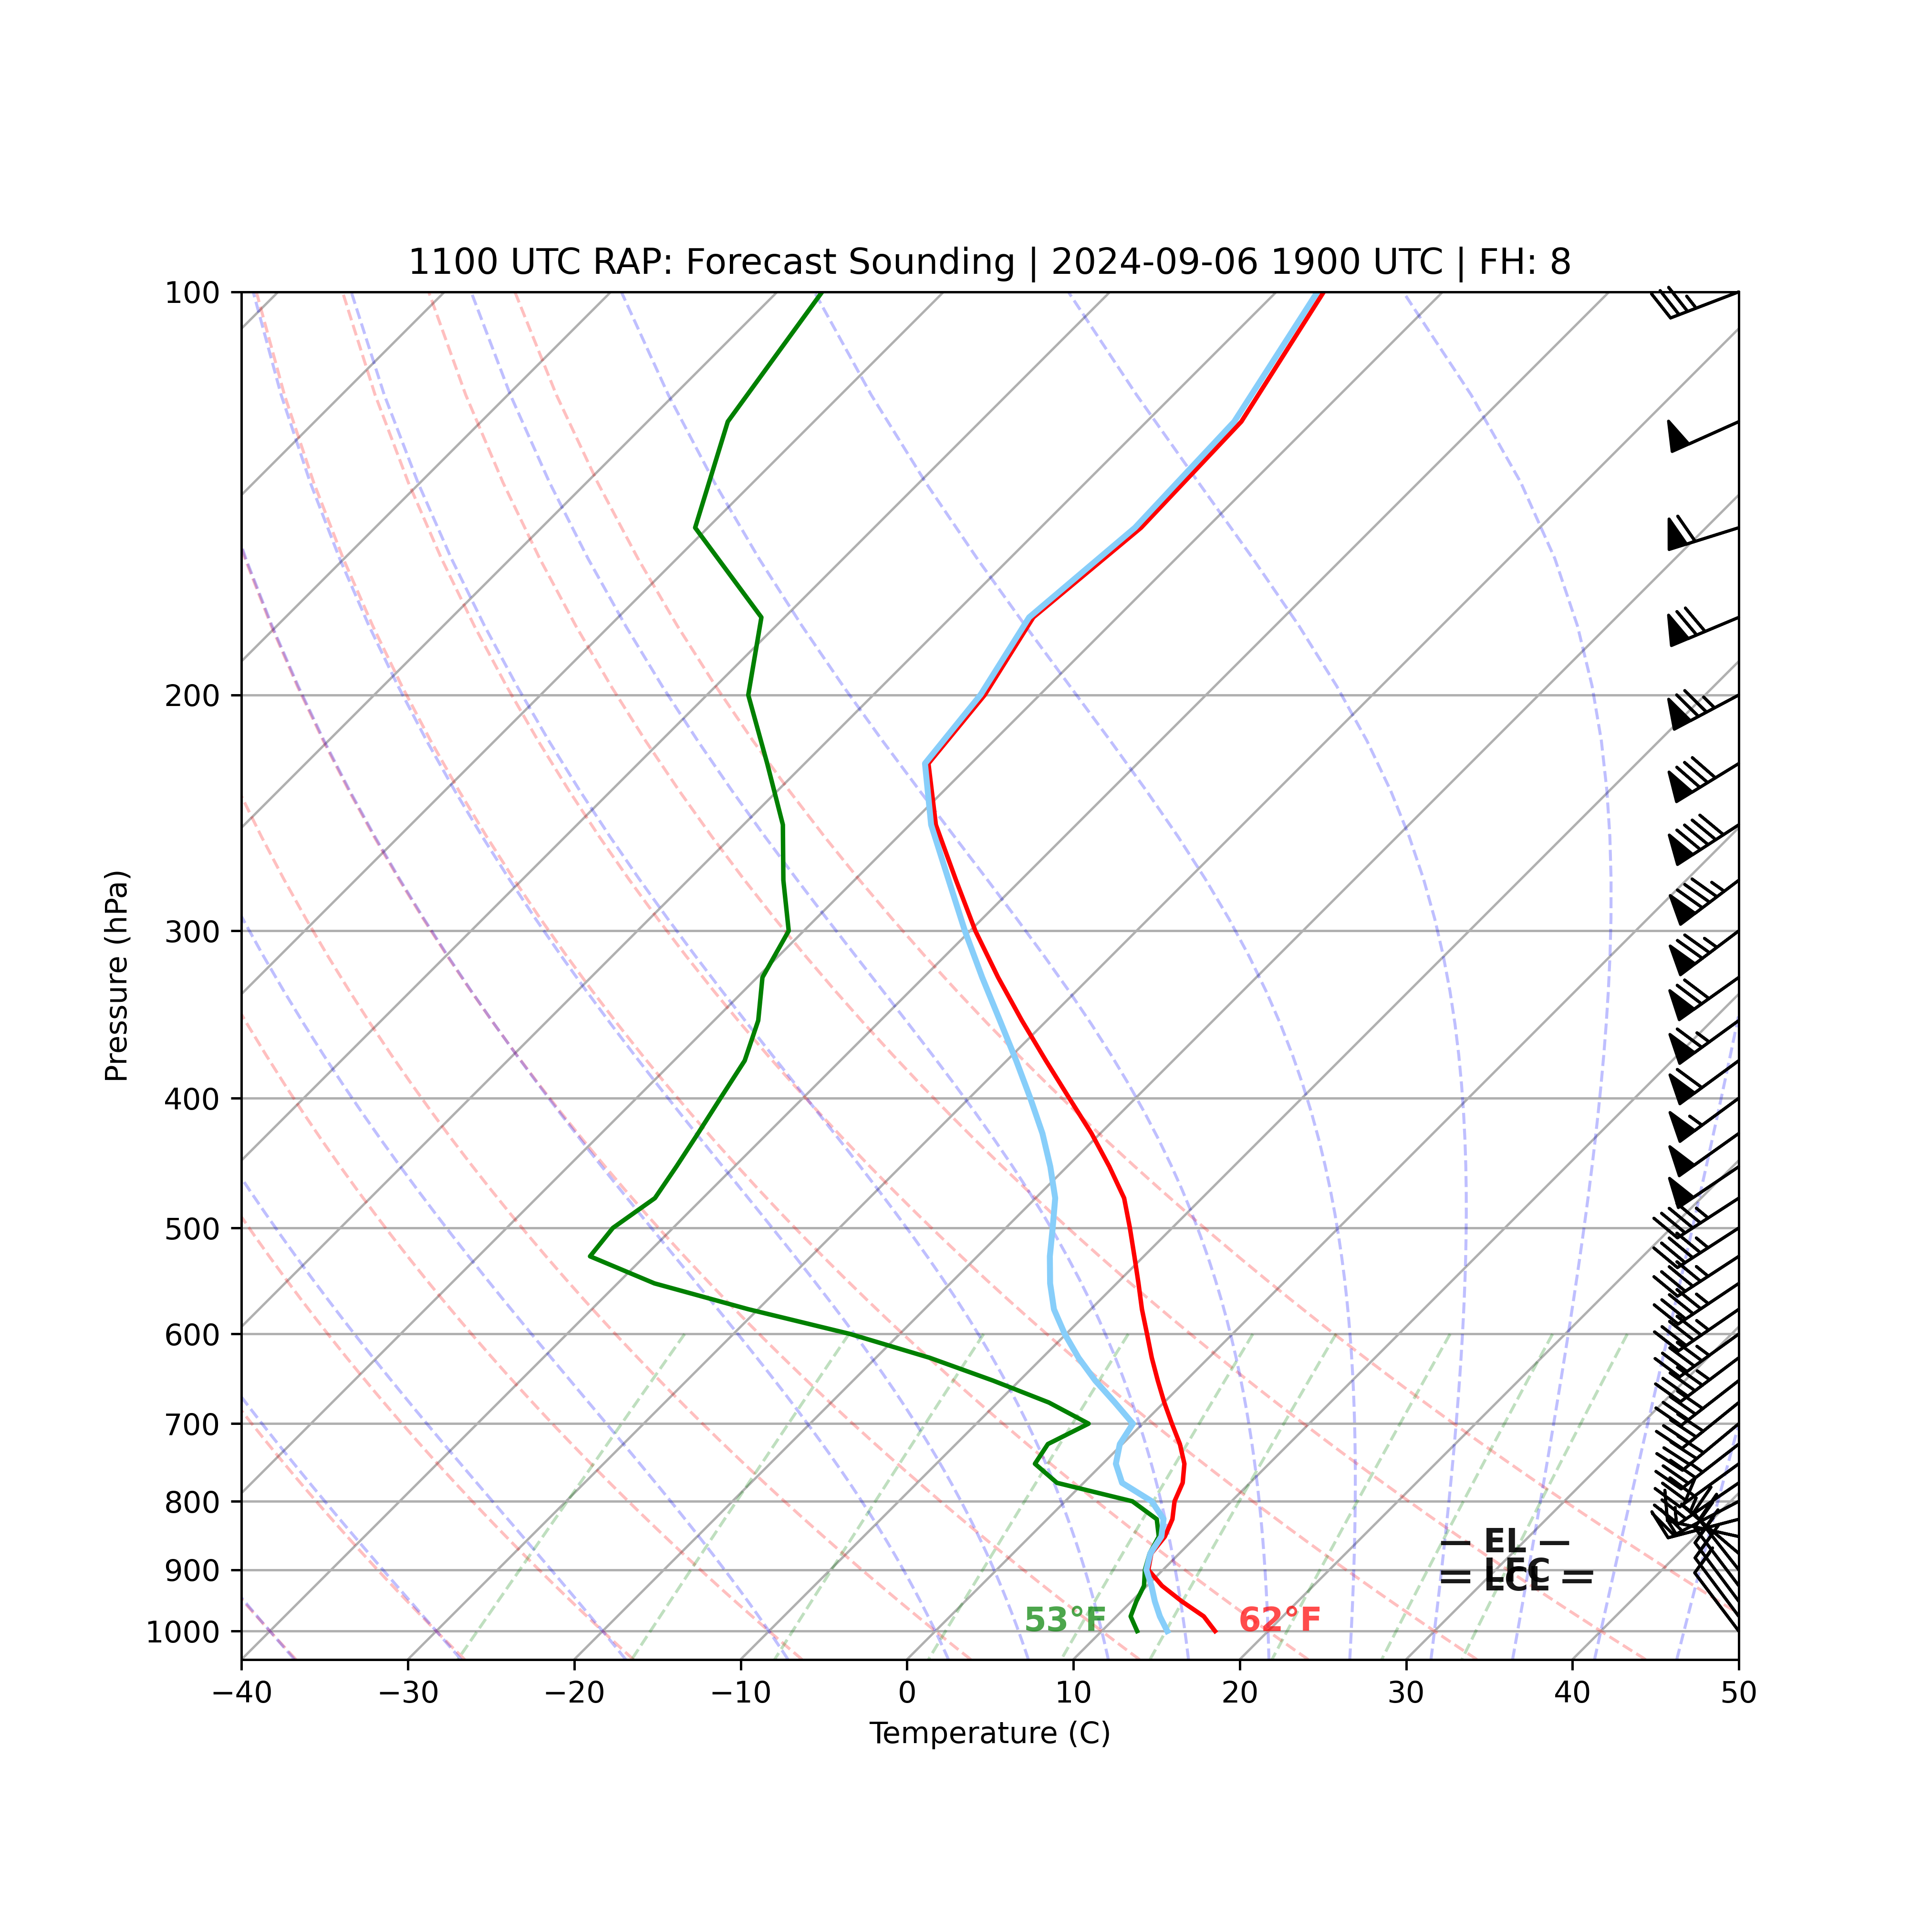 1100 UTC RAP: Forecast Sounding | 2024-09-06 1900 UTC | FH: 8
100
200
300
400
500
600
700
800
900
1000
Pressure (hPa)
— EL —
— LFC —
— LCL —
53°F
62°F
−40 −30 −20 −10 0 10 20 30 40 50
Temperature (C)